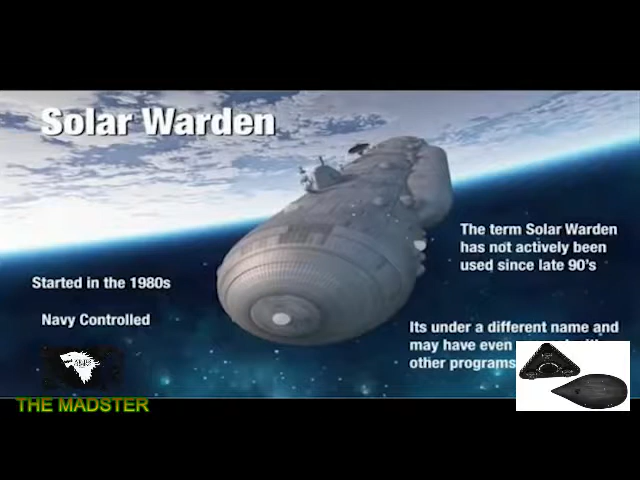 Solar Warden
The term Solar Warden
has not actively been
used since late 90's
Started in the 1980s
Navy Controlled
Its under a different name and
may have even
other programs
THE MADSTER